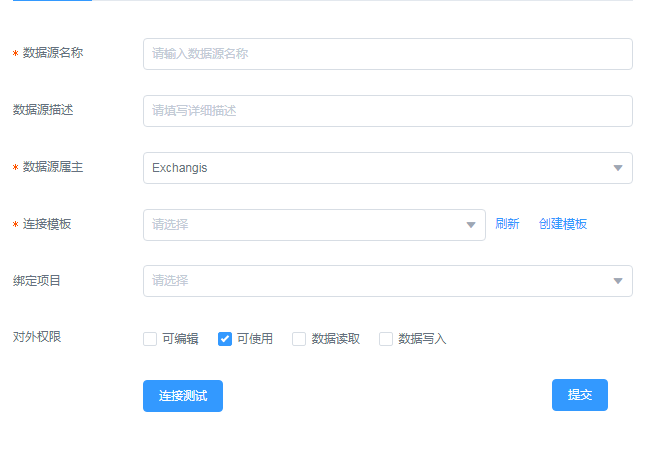 * 数据源名称 请输入数据源名称
数据源描述 请填写详细描述
* 数据源属主 Exchangis
* 连接模板 请选择 刷新 创建模板
绑定项目 请选择
对外权限 可编辑 可使用 数据读取 数据写入
连接测试 提交